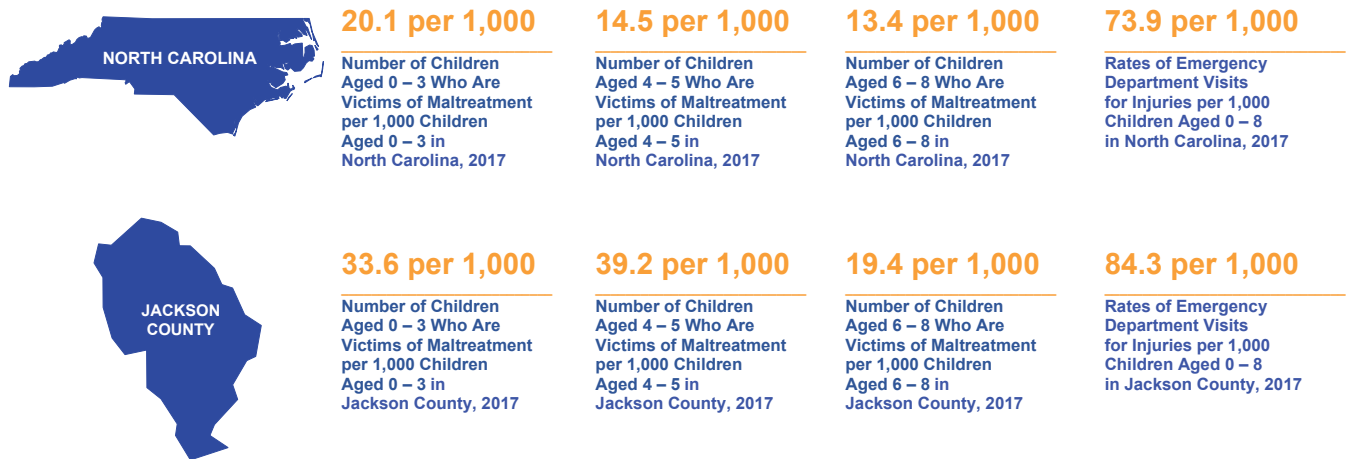 NORTH CAROLINA
20.1 per 1,000
Number of Children
Aged 0 – 3 Who Are
Victims of Maltreatment
per 1,000 Children
Aged 0 – 3 in
North Carolina, 2017
14.5 per 1,000
Number of Children
Aged 4 – 5 Who Are
Victims of Maltreatment
per 1,000 Children
Aged 4 – 5 in
North Carolina, 2017
13.4 per 1,000
Number of Children
Aged 6 – 8 Who Are
Victims of Maltreatment
per 1,000 Children
Aged 6 – 8 in
North Carolina, 2017
73.9 per 1,000
Rates of Emergency
Department Visits
for Injuries per 1,000
Children Aged 0 – 8
in North Carolina, 2017
JACKSON
COUNTY
33.6 per 1,000
Number of Children
Aged 0 – 3 Who Are
Victims of Maltreatment
per 1,000 Children
Aged 0 – 3 in
Jackson County, 2017
39.2 per 1,000
Number of Children
Aged 4 – 5 Who Are
Victims of Maltreatment
per 1,000 Children
Aged 4 – 5 in
Jackson County, 2017
19.4 per 1,000
Number of Children
Aged 6 – 8 Who Are
Victims of Maltreatment
per 1,000 Children
Aged 6 – 8 in
Jackson County, 2017
84.3 per 1,000
Rates of Emergency
Department Visits
for Injuries per 1,000
Children Aged 0 – 8
in Jackson County, 2017